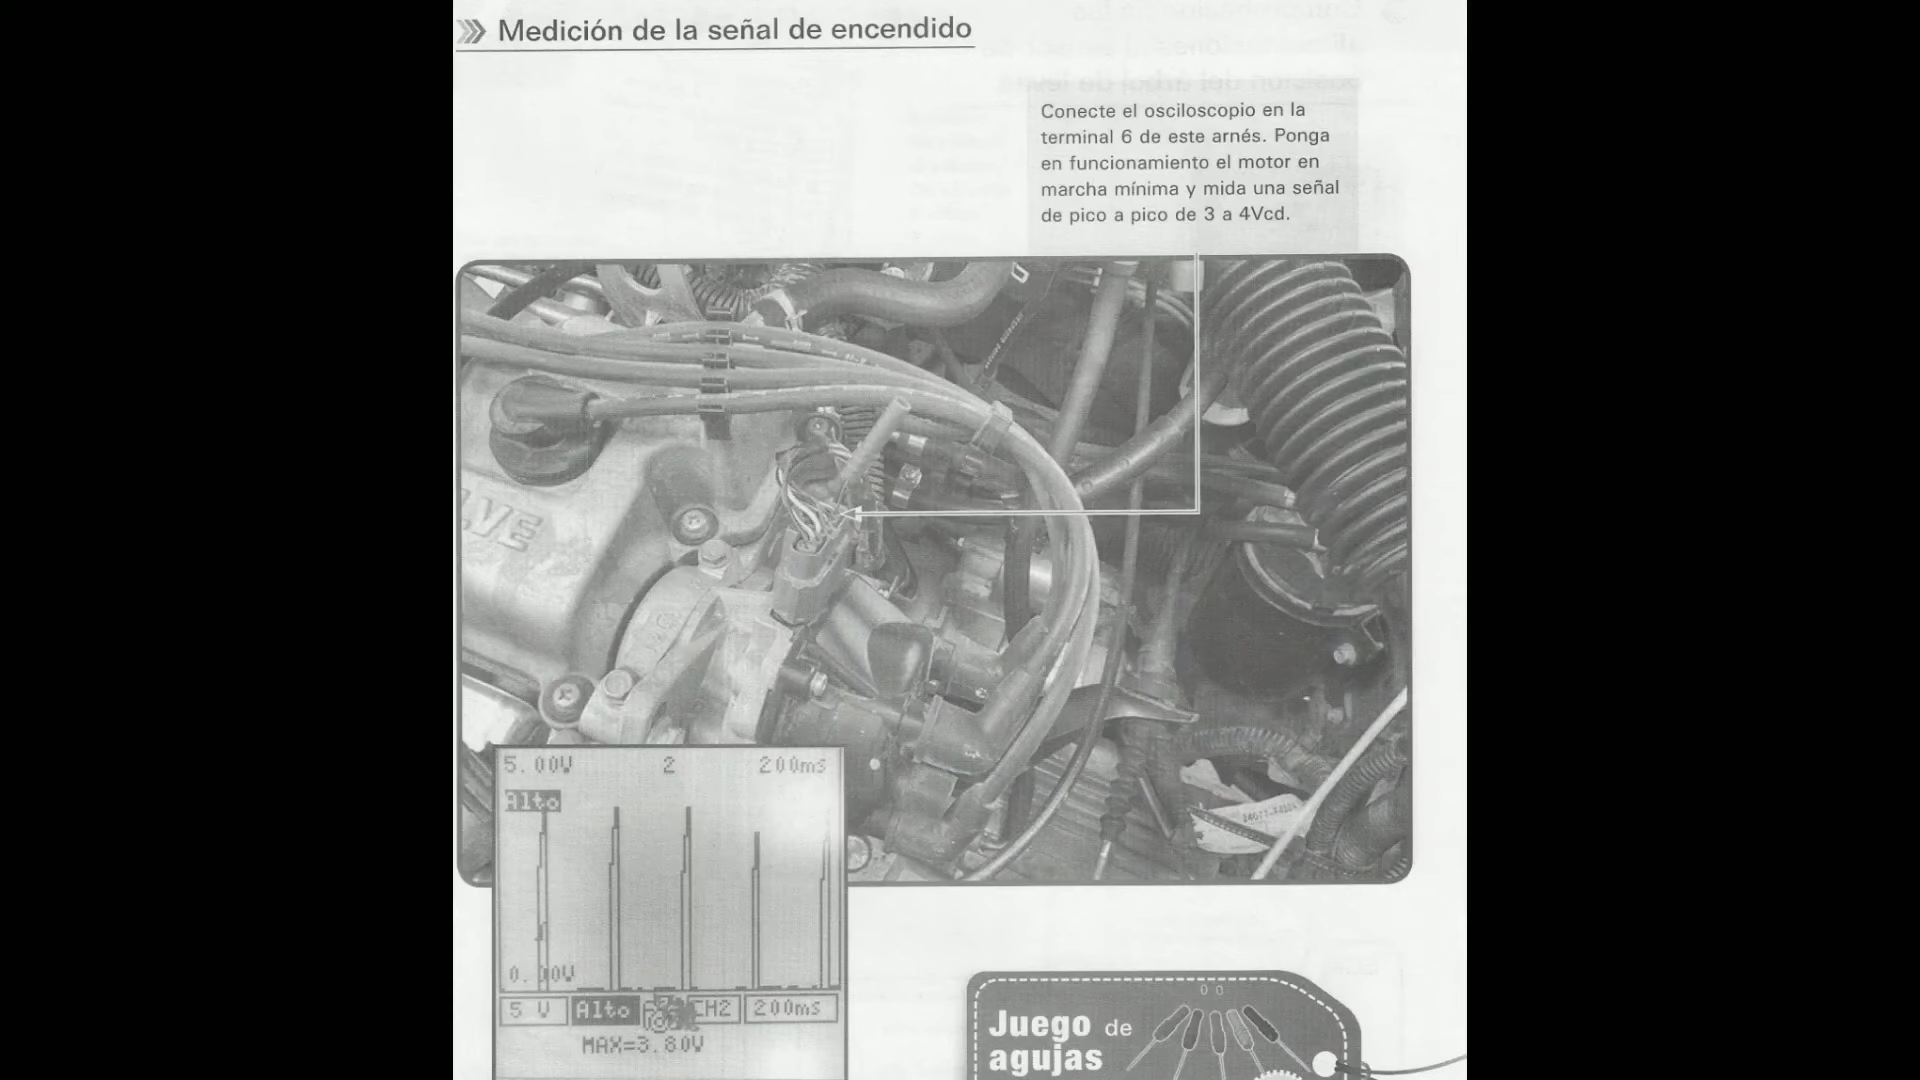 Medición de la señal de encendido
Conecte el osciloscopio en la
terminal 6 de este arnés. Ponga
en funcionamiento el motor en
marcha mínima y mida una señal
de pico a pico de 3 a 4Vcd.
LVE
5.00V 2 200mS
Alto
0.00V
5 V Alto CH2 200mS
MAX=3.80V
Juego de
agujas